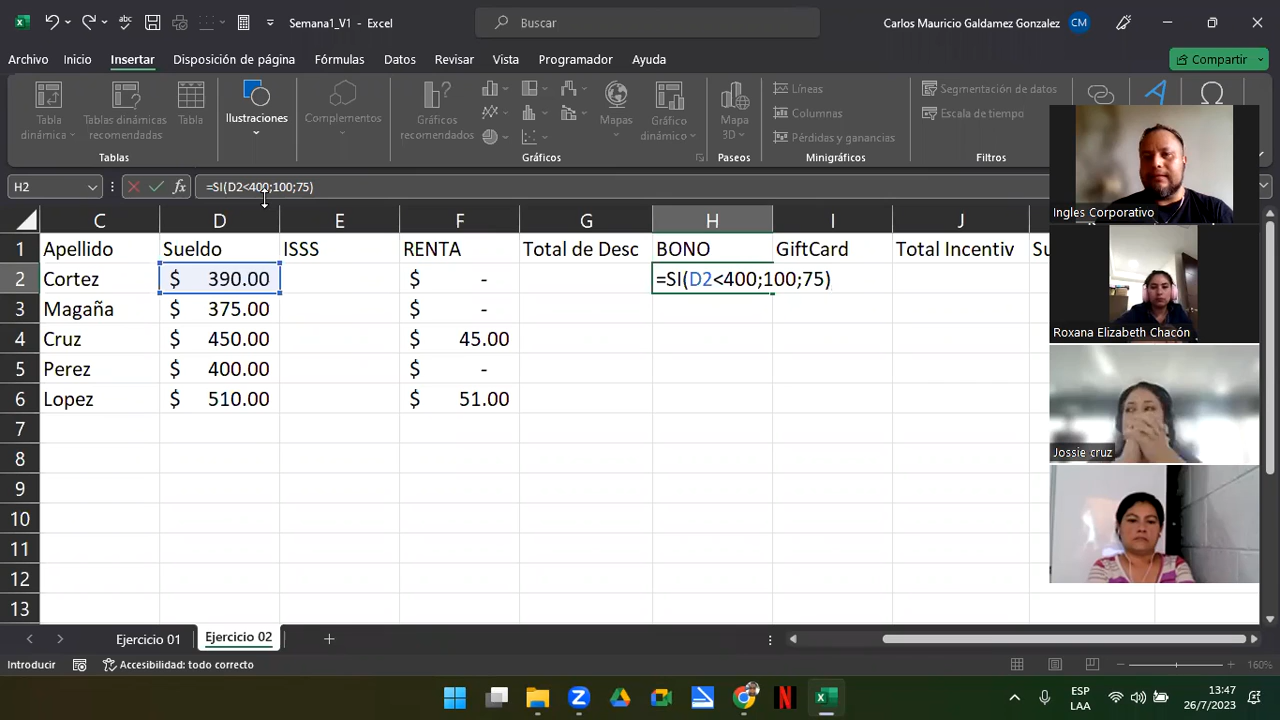 Semana1_V1 - Excel
Buscar
Carlos Mauricio Galdamez Gonzalez
CM
Archivo
Inicio
Insertar
Disposición de página
Fórmulas
Datos
Revisar
Vista
Programador
Ayuda
Compartir
Tabla dinámica
Tablas dinámicas recomendadas
Tabla
Ilustraciones
Complementos
Gráficos recomendados
Mapas
Gráfico dinámico
Mapa 3D
Líneas
Columnas
Pérdidas y ganancias
Segmentación de datos
Escala de tiempo
Tablas
Gráficos
Paseos
Minigráficos
Filtros
H2
fx
=SI(D2<400;100;75)
C D E F G H I J
1 Apellido Sueldo ISSS RENTA Total de Desc BONO GiftCard Total Incentiv Su
2 Cortez $ 390.00 $ - =SI(D2<400;100;75)
3 Magaña $ 375.00 $ -
4 Cruz $ 450.00 $ 45.00
5 Perez $ 400.00 $ -
6 Lopez $ 510.00 $ 51.00
7
8
9
10
11
12
13
Ingles Corporativo
Roxana Elizabeth Chacón
Jossie cruz
Ejercicio 01
Ejercicio 02
Introducir
Accesibilidad: todo correcto
160%
ESP
LAA
13:47
26/7/2023